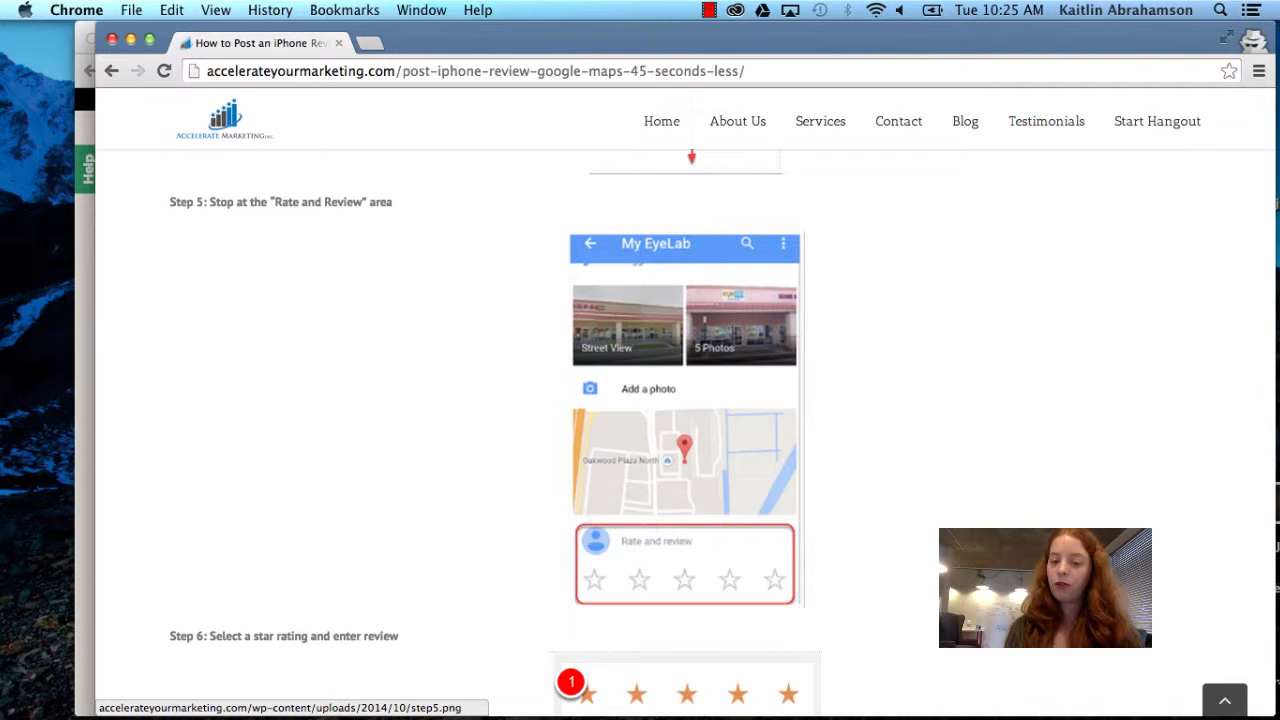 Chrome File Edit View History Bookmarks Window Help Tue 10:25 AM Kaitlin Abrahamson
How to Post an iPhone Rev
accelerateyourmarketing.com/post-iphone-review-google-maps-45-seconds-less/
ACCELERATE MARKETING INC.
Home About Us Services Contact Blog Testimonials Start Hangout
Help
Step 5: Stop at the "Rate and Review" area
My EyeLab
Street View
5 Photos
Add a photo
Oakwood Plaza North
Rate and review
Step 6: Select a star rating and enter review
1
accelerateyourmarketing.com/wp-content/uploads/2014/10/step5.png